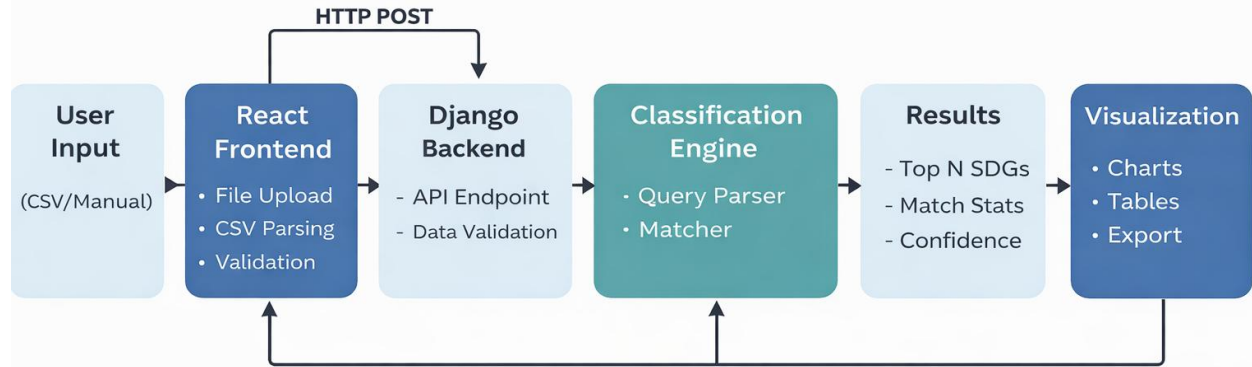 HTTP POST
User
Input
(CSV/Manual)
React
Frontend
• File Upload
• CSV Parsing
• Validation
Django
Backend
- API Endpoint
- Data Validation
Classification
Engine
• Query Parser
• Matcher
Results
- Top N SDGs
- Match Stats
- Confidence
Visualization
• Charts
• Tables
• Export